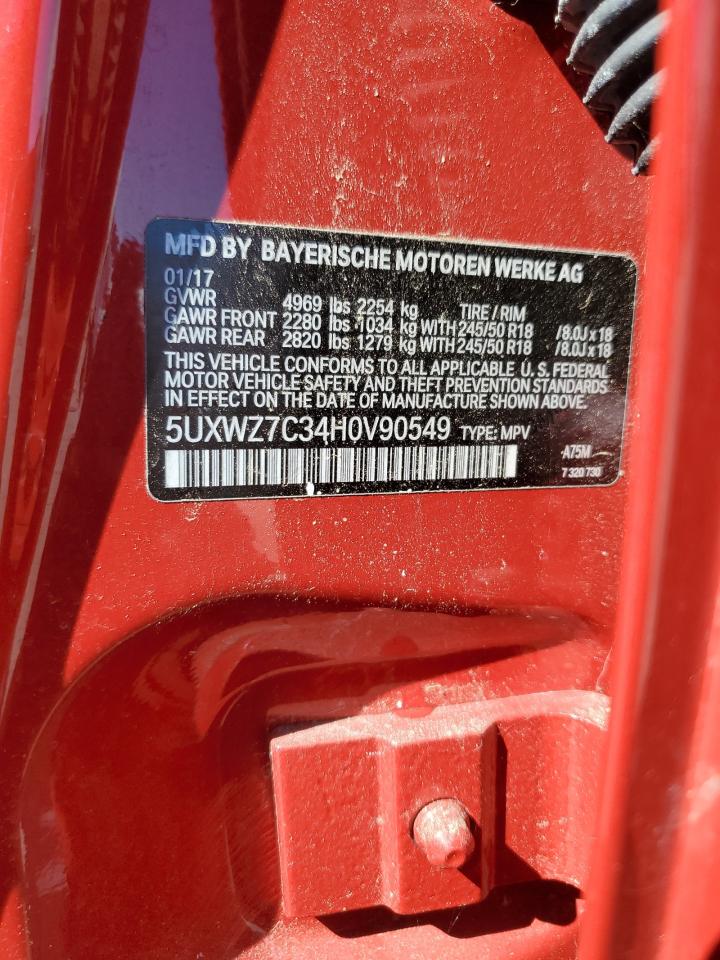 MFD BY BAYERISCHE MOTOREN WERKE AG
01/17
GVWR 4969 lbs 2254 kg TIRE / RIM
GAWR FRONT 2280 lbs 1034 kg WITH 245/50 R18 /8.0J x 18
GAWR REAR 2820 lbs 1279 kg WITH 245/50 R18 /8.0J x 18
THIS VEHICLE CONFORMS TO ALL APPLICABLE U. S. FEDERAL
MOTOR VEHICLE SAFETY AND THEFT PREVENTION STANDARDS
IN EFFECT ON THE DATE OF MANUFACTURE SHOWN ABOVE.
5UXWZ7C34H0V90549 TYPE: MPV
A75M
7 320 730